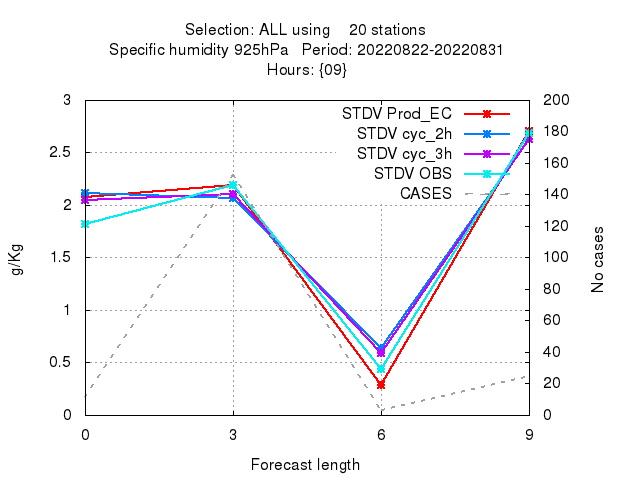 Selection: ALL using    20 stations
Specific humidity 925hPa   Period: 20220822-20220831
Hours: {09}
STDV Prod_EC
STDV cyc_2h
STDV cyc_3h
STDV OBS
CASES
3
2.5
2
1.5
1
0.5
0
200
180
160
140
120
100
80
60
40
20
0
g/Kg
No cases
0 3 6 9
Forecast length